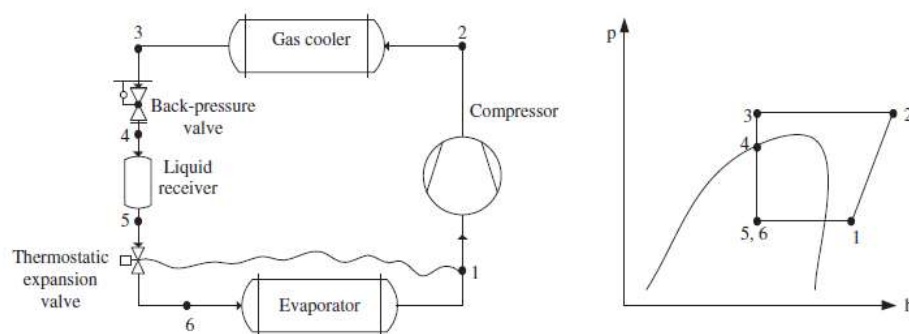 3
Gas cooler
2
Back-pressure
valve
Compressor
4
Liquid
receiver
5
Thermostatic
expansion
valve
1
Evaporator
6
p
3
2
4
5, 6
1
h